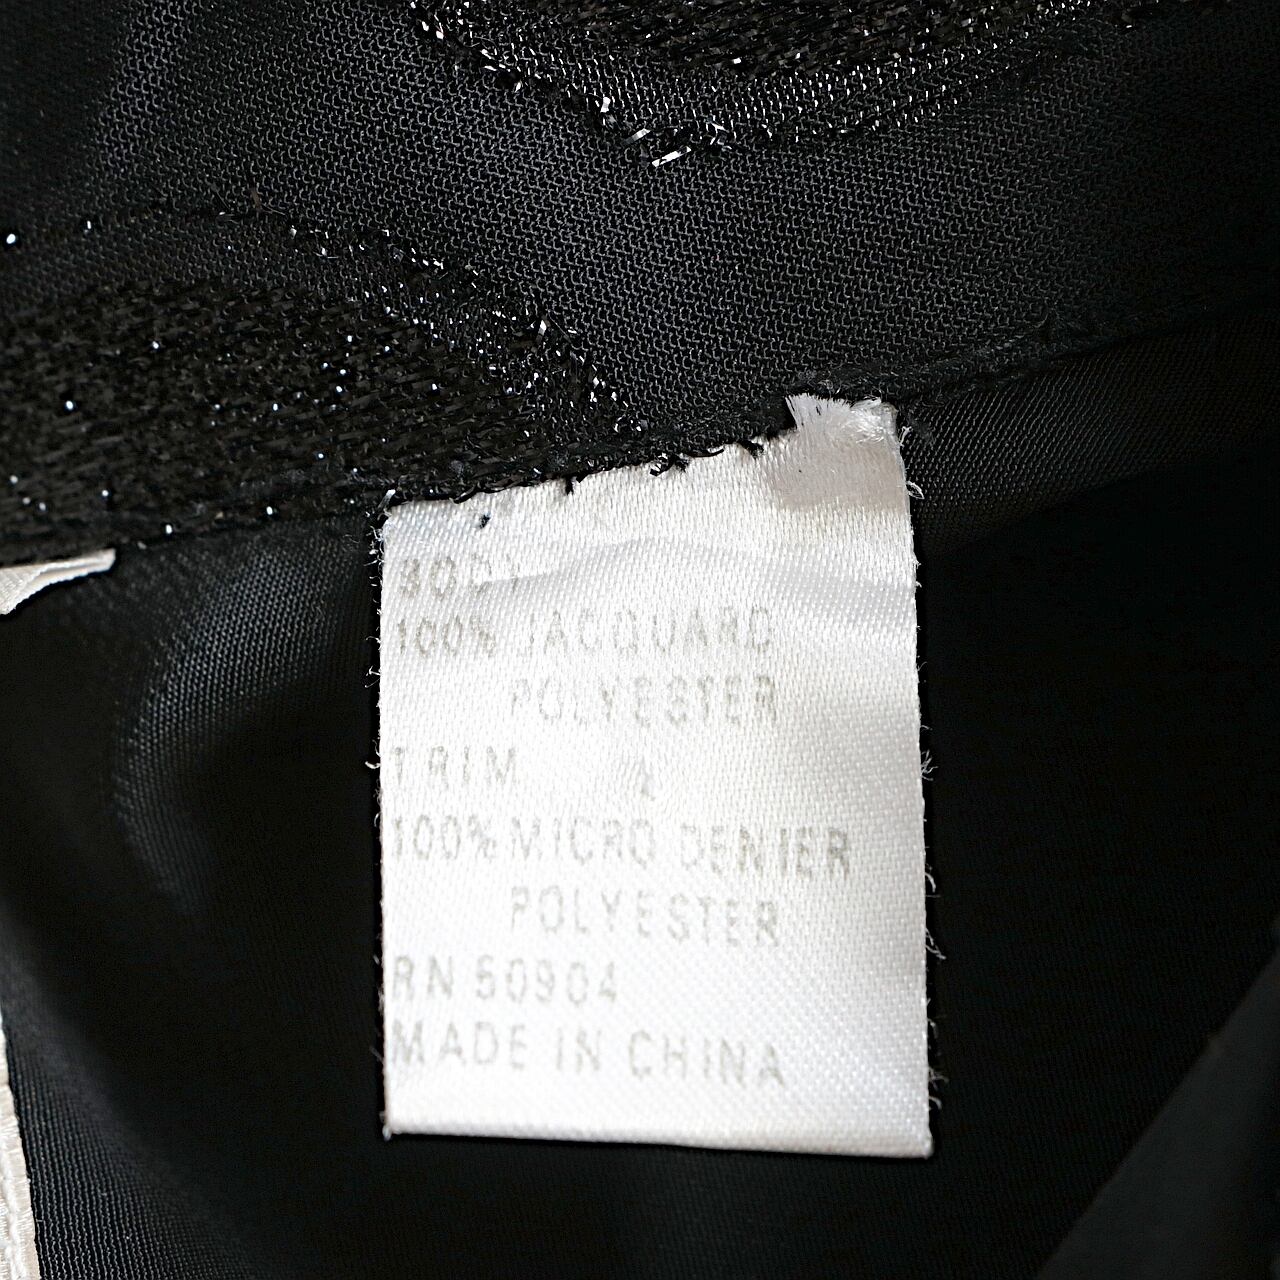 BODY
100% JACQUARD
POLYESTER
TRIM
100% MICRO DENIER
POLYESTER
RN 50904
MADE IN CHINA